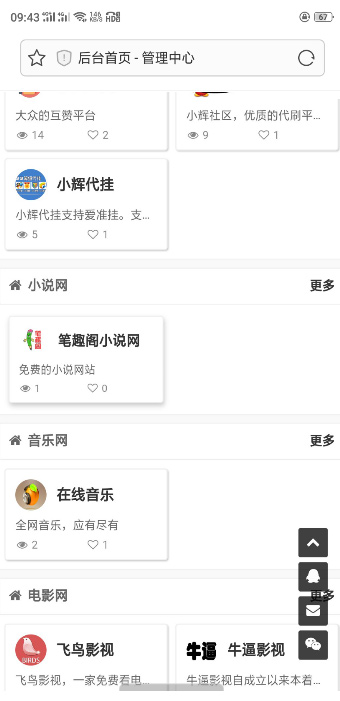 09:43
67
后台首页 - 管理中心
大众的互赞平台
14
2
小辉社区，优质的代刷平...
9
1
小辉代挂
小辉代挂支持爱准挂。支...
5
1
小说网
更多
笔趣阁小说网
免费的小说网站
1
0
音乐网
更多
在线音乐
全网音乐，应有尽有
2
1
电影网
更多
BIRDS
飞鸟影视
飞鸟影视，一家免费看电...
牛逼
牛逼影视
牛逼影视自成立以来本着...